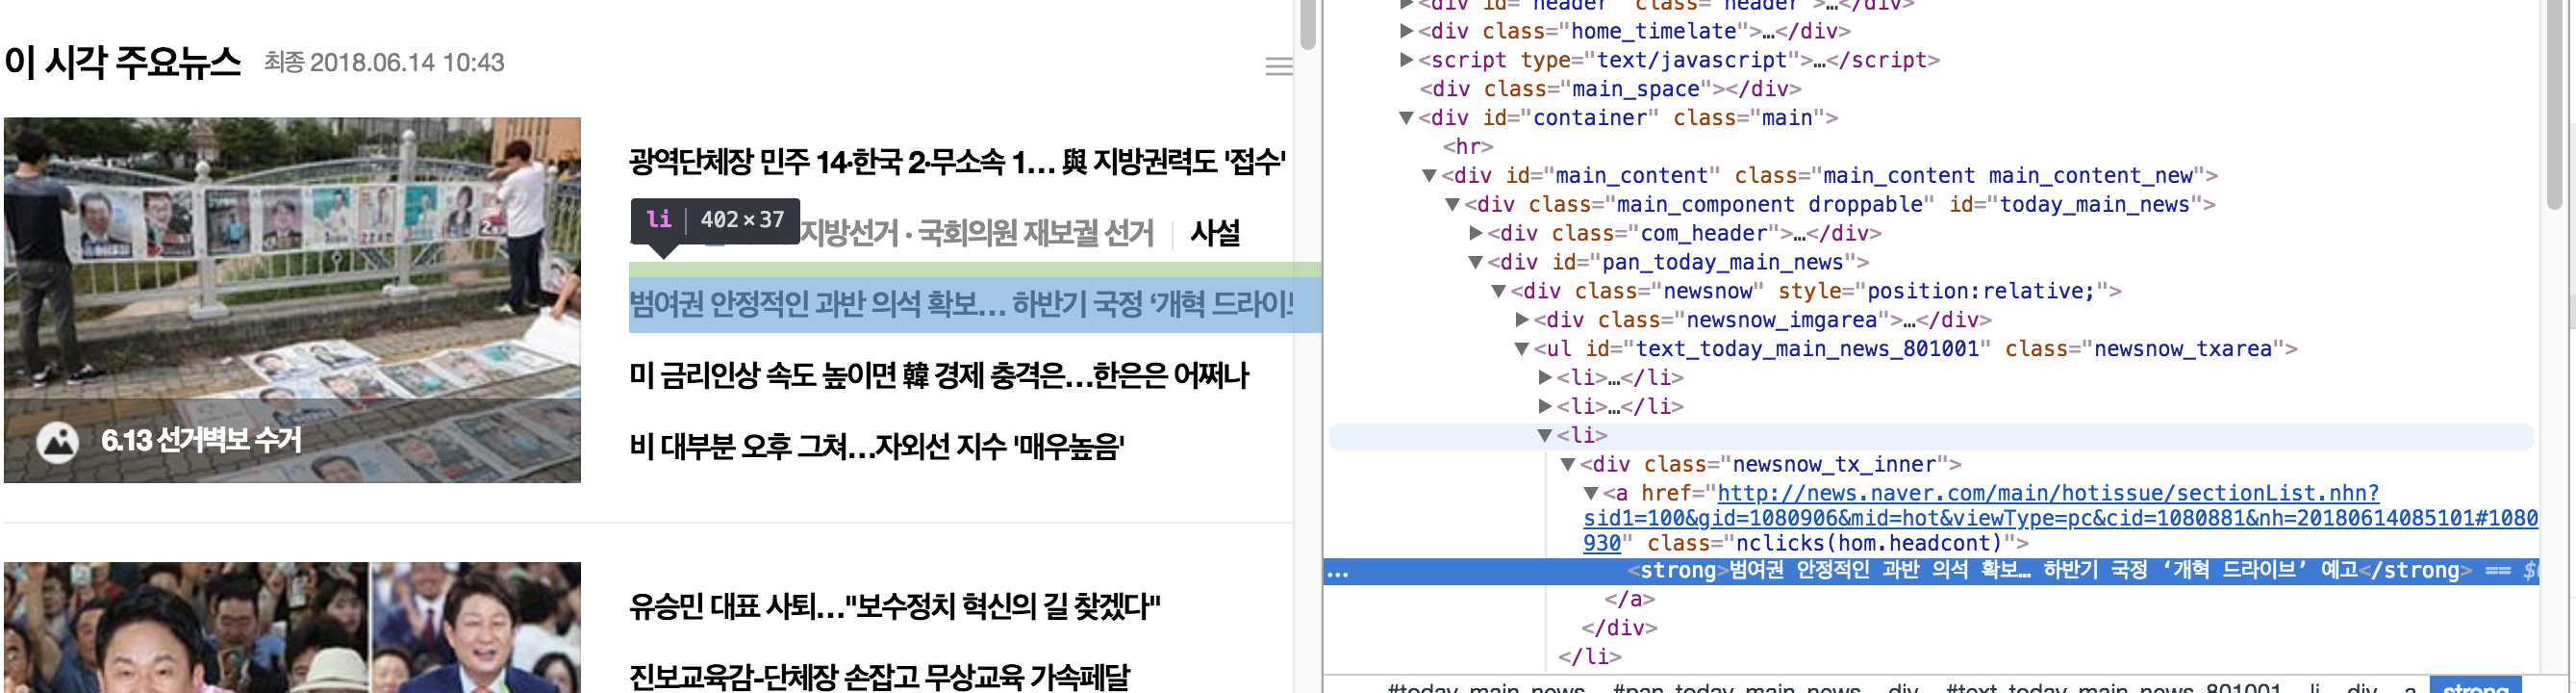 이 시각 주요뉴스 최종 2018.06.14 10:43
광역단체장 민주 14·한국 2·무소속 1... 與 지방권력도 '접수'
li 402 × 37 지방선거 · 국회의원 재보궐 선거 사설
범여권 안정적인 과반 의석 확보... 하반기 국정 ‘개혁 드라이브
미 금리인상 속도 높이면 韓 경제 충격은...한은은 어쩌나
비 대부분 오후 그쳐...자외선 지수 '매우높음'
6.13 선거벽보 수거
유승민 대표 사퇴..."보수정치 혁신의 길 찾겠다"
진보교육감-단체장 손잡고 무상교육 가속페달
▶<div id="header" class="header">…</div>
▶<div class="home_timelate">…</div>
▶<script type="text/javascript">…</script>
<div class="main_space"></div>
▼<div id="container" class="main">
<hr>
▼<div id="main_content" class="main_content main_content_new">
▼<div class="main_component droppable" id="today_main_news">
▶<div class="com_header">…</div>
▼<div id="pan_today_main_news">
▼<div class="newsnow" style="position:relative;">
▶<div class="newsnow_imgarea">…</div>
▼<ul id="text_today_main_news_801001" class="newsnow_txarea">
▶<li>…</li>
▶<li>…</li>
▼<li>
▼<div class="newsnow_tx_inner">
▼<a href="http://news.naver.com/main/hotissue/sectionList.nhn?
sid1=100&gid=1080906&mid=hot&viewType=pc&cid=1080881&nh=20180614085101#1080
930" class="nclicks(hom.headcont)">
… <strong>범여권 안정적인 과반 의석 확보… 하반기 국정 ‘개혁 드라이브’ 예고</strong> == $
</a>
</div>
</li>
#today_main_news #pan_today_main_news div #text_today_main_news_801001 li div a strong